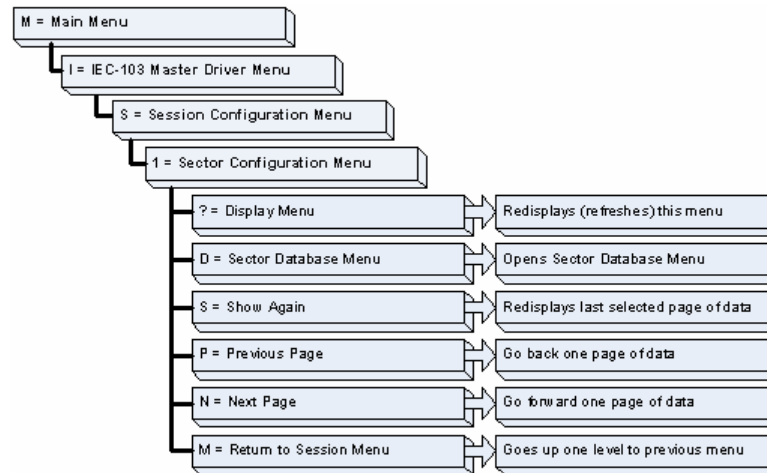 M = Main Menu
I = IEC-103 Master Driver Menu
S = Session Configuration Menu
1 = Sector Configuration Menu
? = Display Menu
Redisplays (refreshes) this menu
D = Sector Database Menu
Opens Sector Database Menu
S = Show Again
Redisplays last selected page of data
P = Previous Page
Go back one page of data
N = Next Page
Go forward one page of data
M = Return to Session Menu
Goes up one level to previous menu